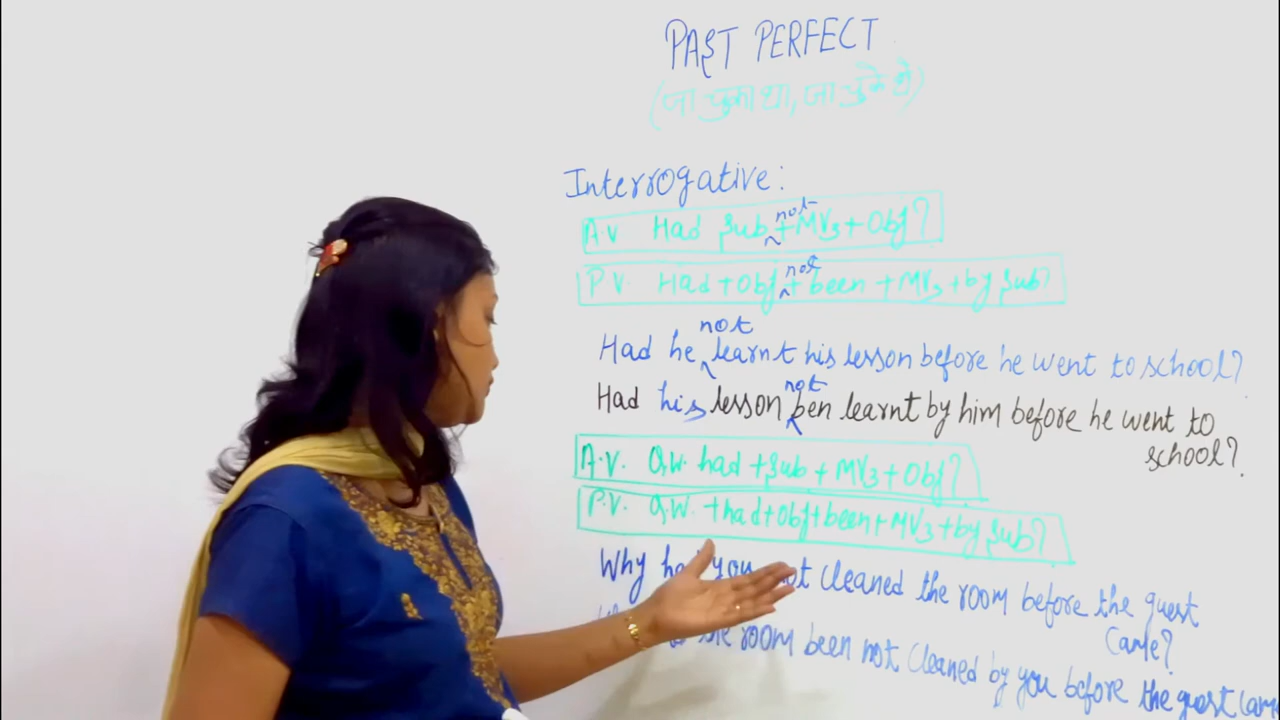 PAST PERFECT
(जा चुका था, जा चुके थे)
Interrogative:
not
A.V Had Sub + MV3 + Obj?
not
P.V. Had + Obj + been + MV3 + by Sub?
not
Had he learnt his lesson before he went to school?
not
Had his lesson ben learnt by him before he went to
school?
A.V. Q.W. had + Sub + MV3 + Obj?
P.V. Q.W. + had + Obj + been + MV3 + by Sub?
Why you not cleaned the room before the guest
came?
the room been not cleaned by you before the guest came